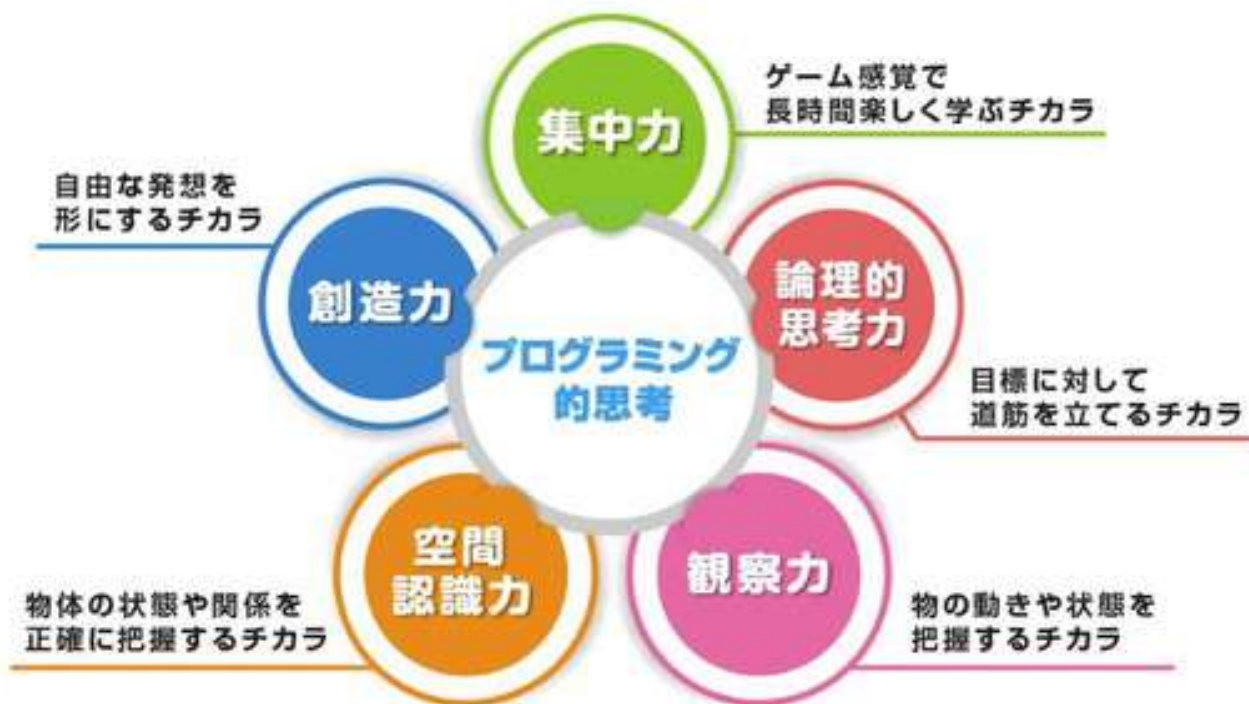 集中力
ゲーム感覚で
長時間楽しく学ぶチカラ
自由な発想を
形にするチカラ
創造力
論理的
思考力
プログラミング
的思考
目標に対して
道筋を立てるチカラ
空間
認識力
観察力
物体の状態や関係を
正確に把握するチカラ
物の動きや状態を
把握するチカラ